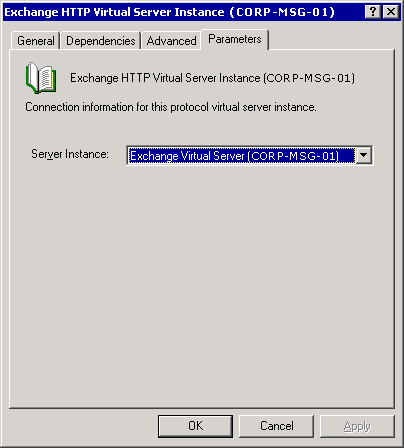 Exchange HTTP Virtual Server Instance (CORP-MSG-01)
General Dependencies Advanced Parameters
Exchange HTTP Virtual Server Instance (CORP-MSG-01)
Connection information for this protocol virtual server instance.
Server Instance: Exchange Virtual Server (CORP-MSG-01)
OK Cancel Apply